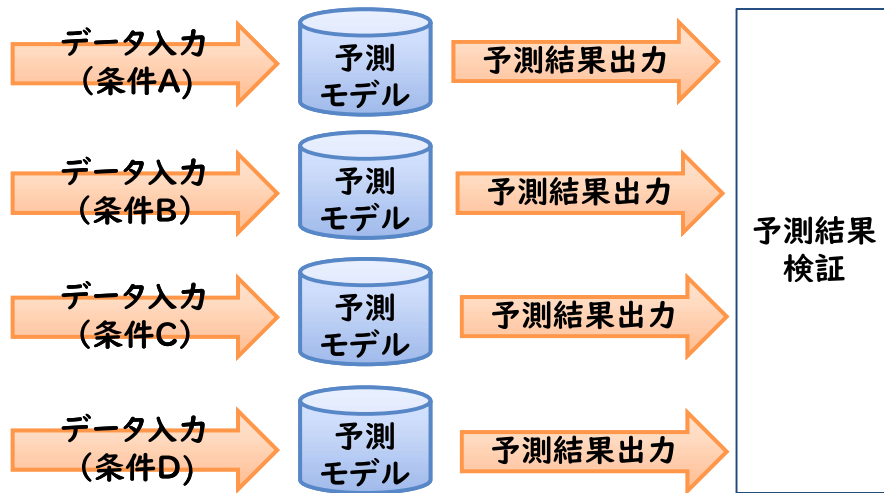 データ入力
（条件A）
予測
モデル
予測結果出力
データ入力
（条件B）
予測
モデル
予測結果出力
データ入力
（条件C）
予測
モデル
予測結果出力
データ入力
（条件D）
予測
モデル
予測結果出力
予測結果
検証